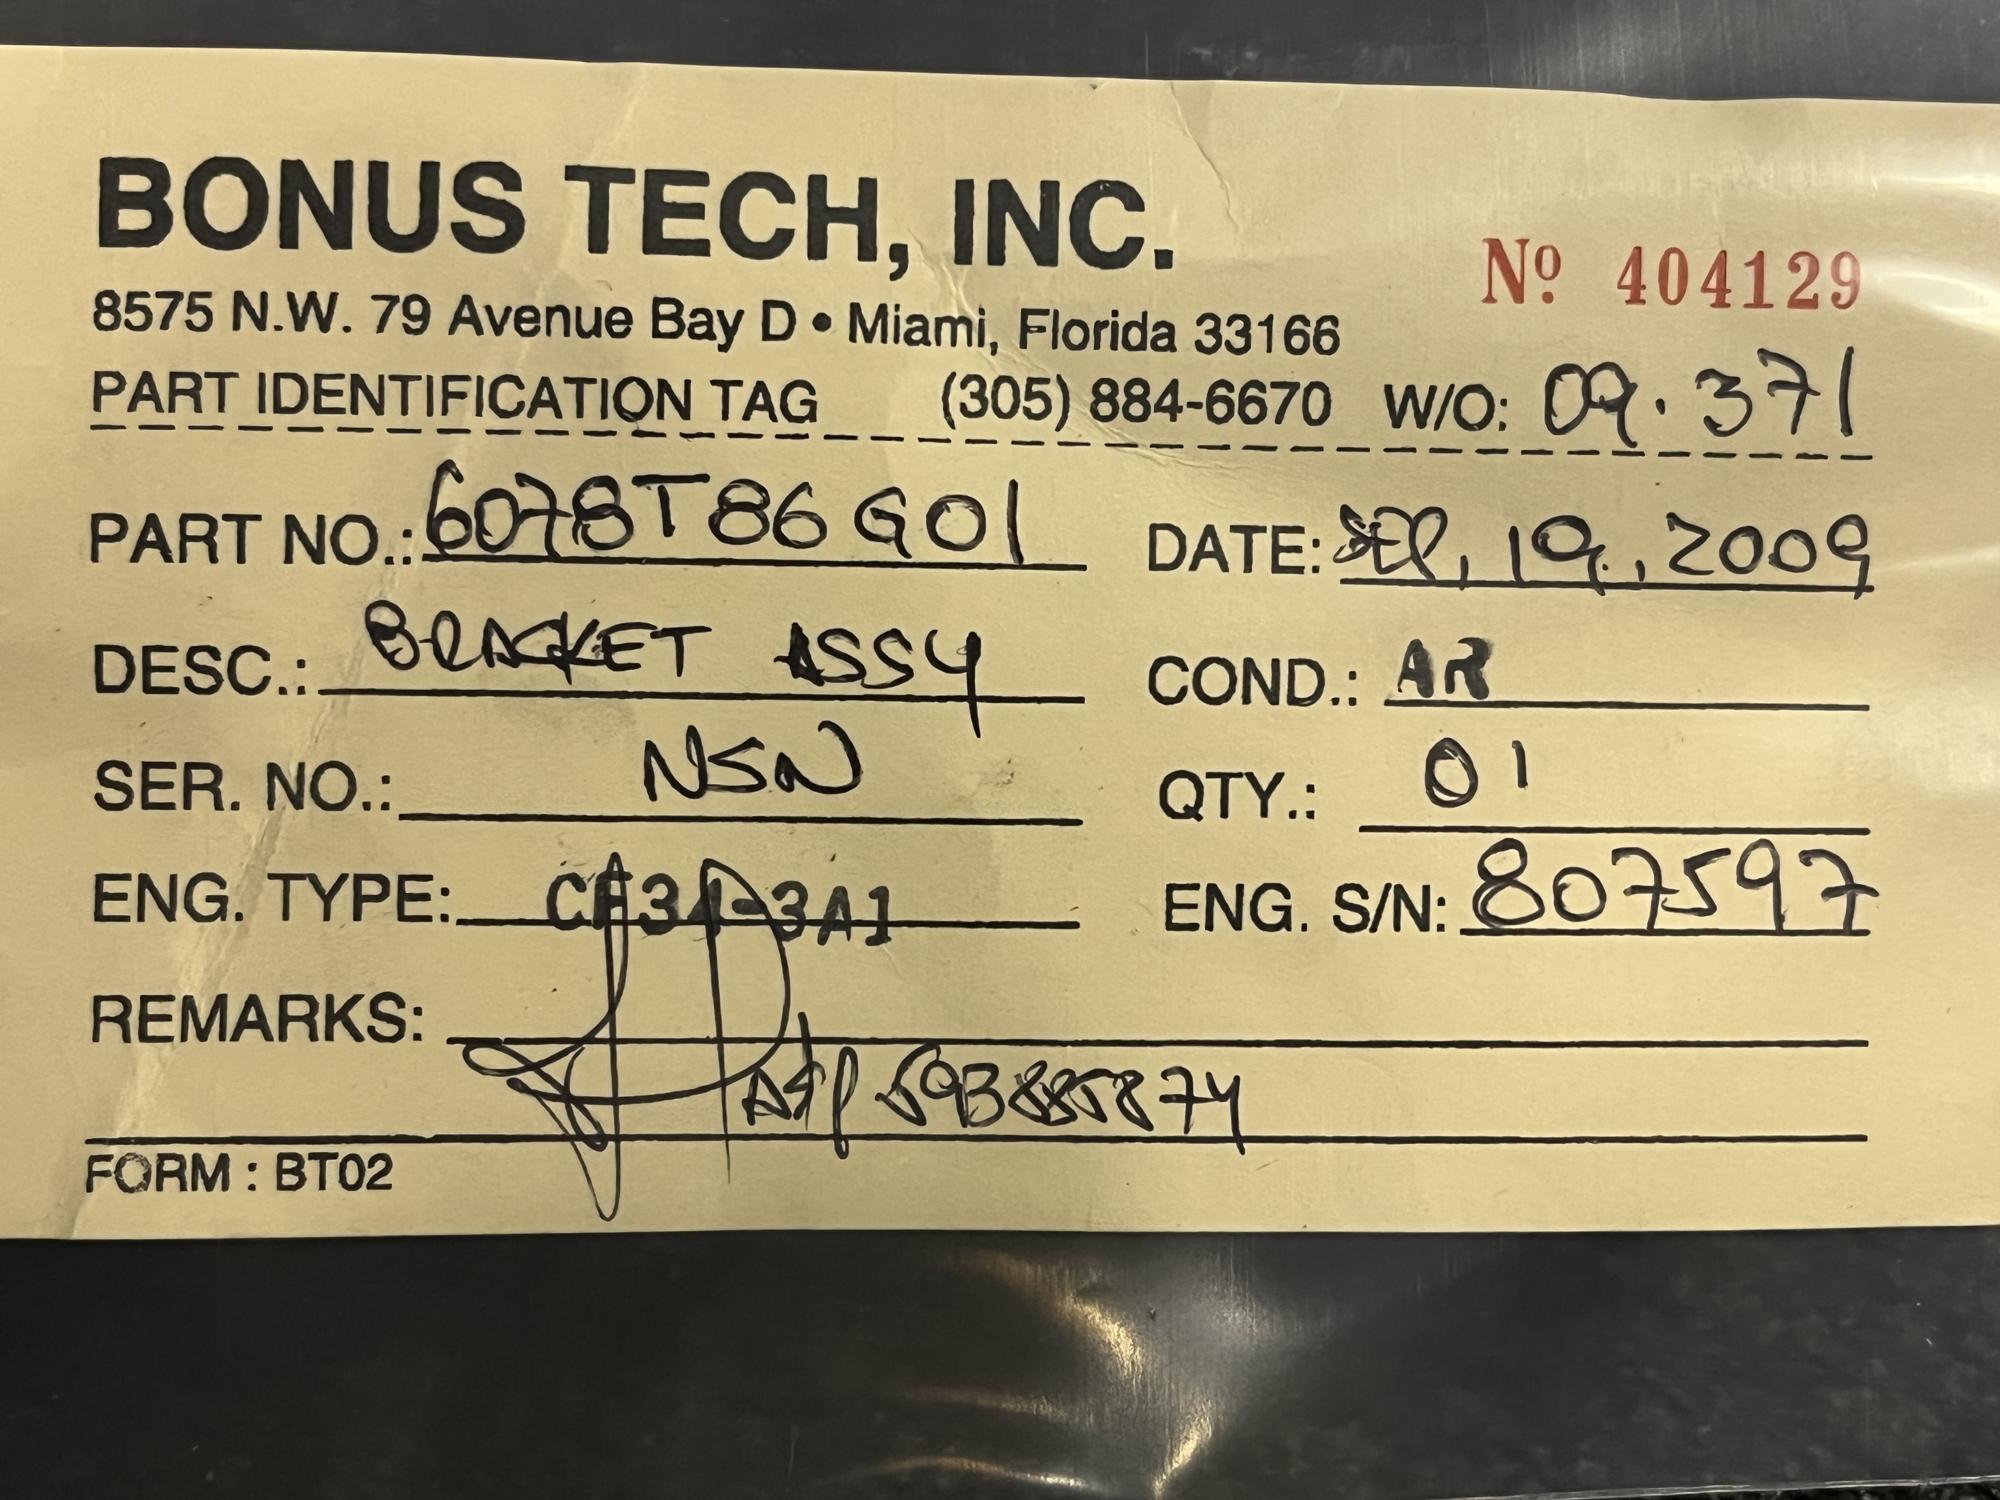 BONUS TECH, INC.
Nº 404129
8575 N.W. 79 Avenue Bay D • Miami, Florida 33166
PART IDENTIFICATION TAG (305) 884-6670 W/O: 09.371
PART NO.: 6078T86G01 DATE: SEP, 19, 2009
DESC.: BRACKET ASSY COND.: AR
SER. NO.: NSN QTY.: 01
ENG. TYPE: CF34-3A1 ENG. S/N: 807597
REMARKS:
FORM : BT02